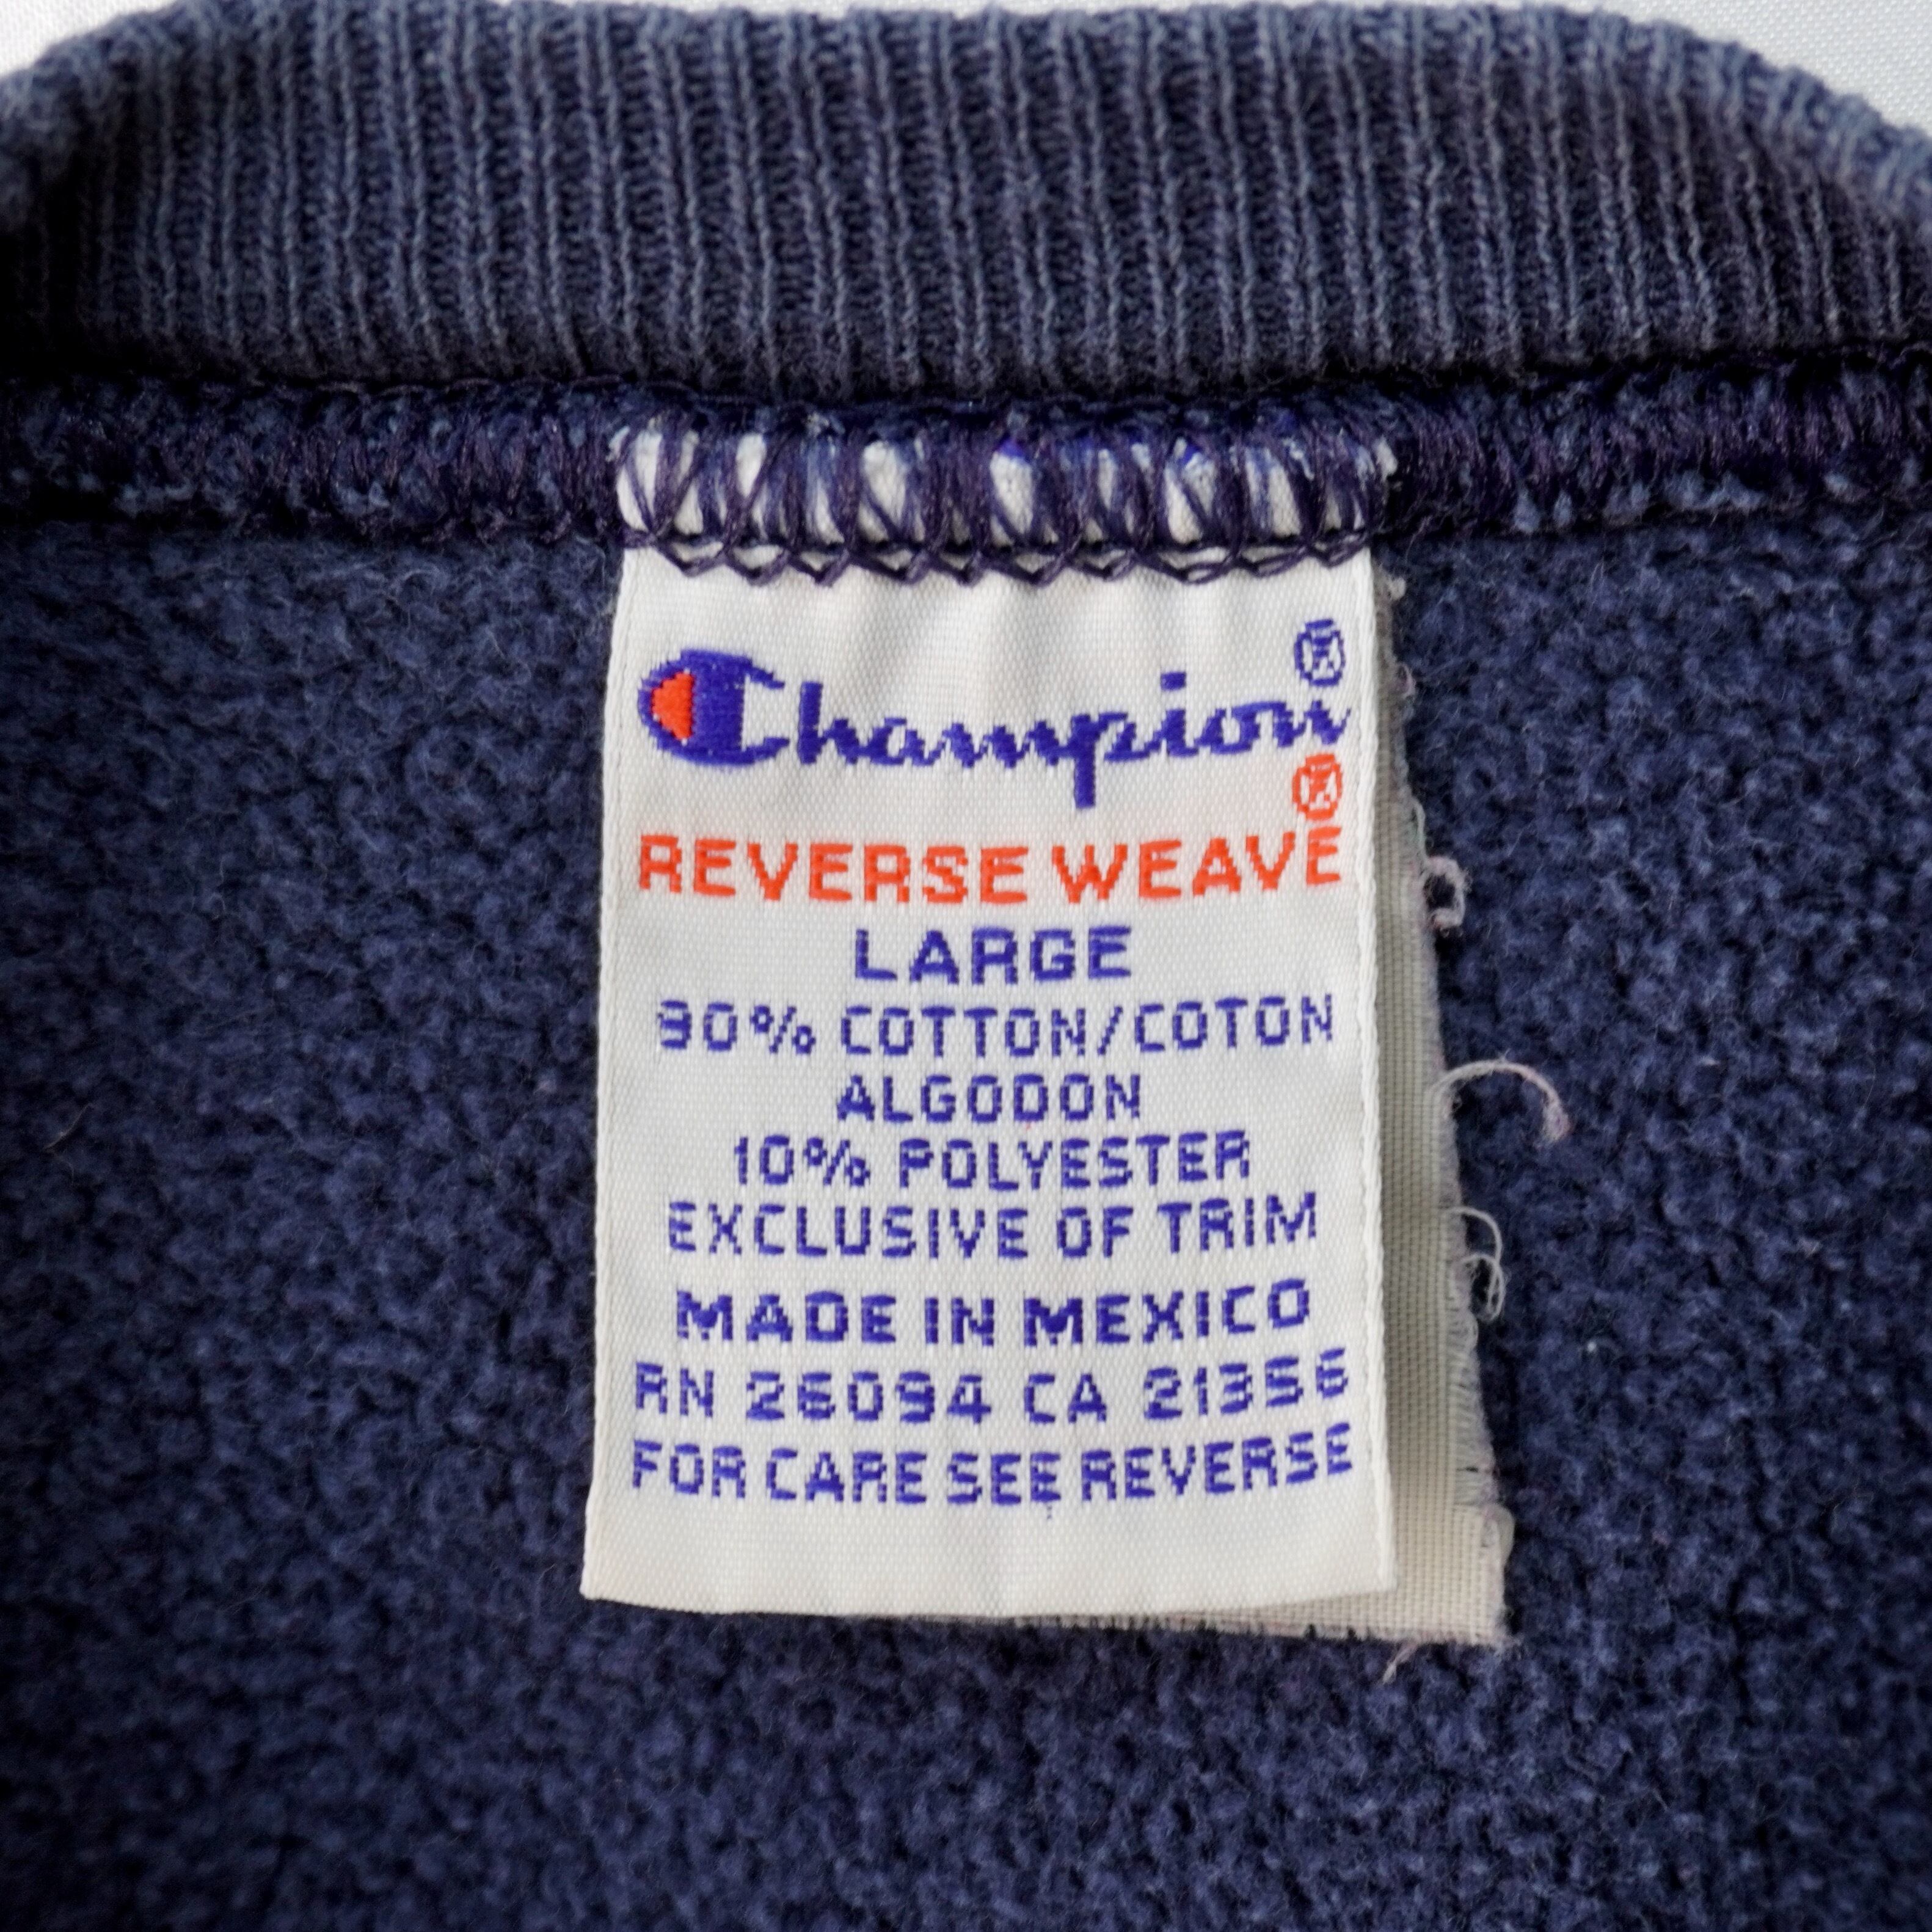 Champion®
REVERSE WEAVE®
LARGE
90% COTTON/COTON
ALGODON
10% POLYESTER
EXCLUSIVE OF TRIM
MADE IN MEXICO
RN 26094 CA 21356
FOR CARE SEE REVERSE